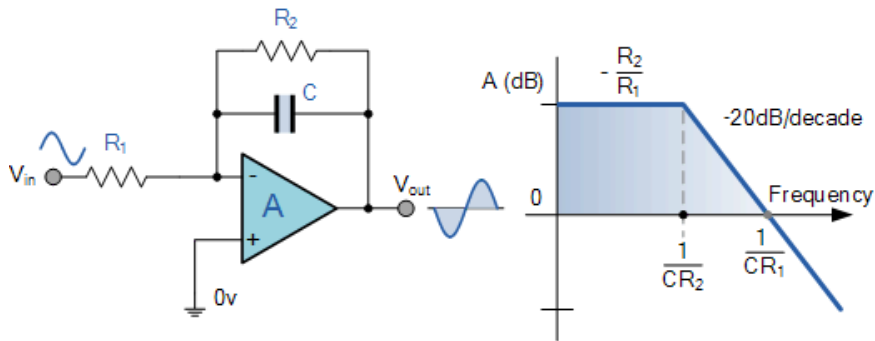 R₂
C
R₁
Vin
-
A
+
Vout
0v
A (dB)
- R₂
R₁
-20dB/decade
0
Frequency
1
CR₂
1
CR₁